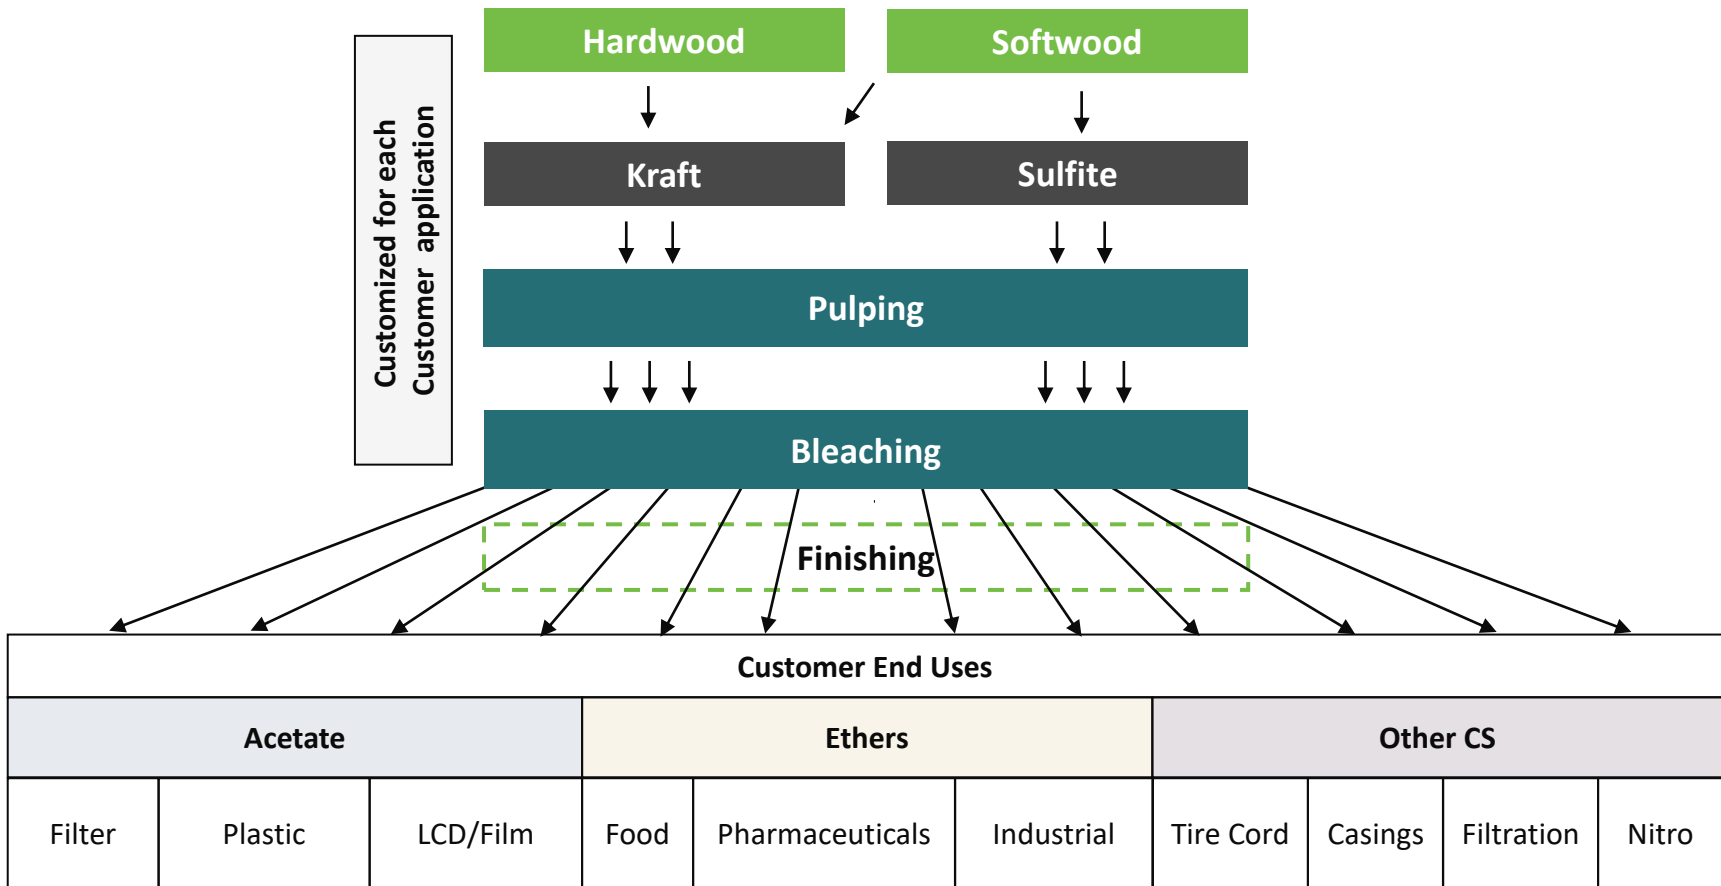 Hardwood
Softwood
Customized for each
Customer application
Kraft
Sulfite
Pulping
Bleaching
Finishing
Customer End Uses
Acetate
Ethers
Other CS
Filter
Plastic
LCD/Film
Food
Pharmaceuticals
Industrial
Tire Cord
Casings
Filtration
Nitro